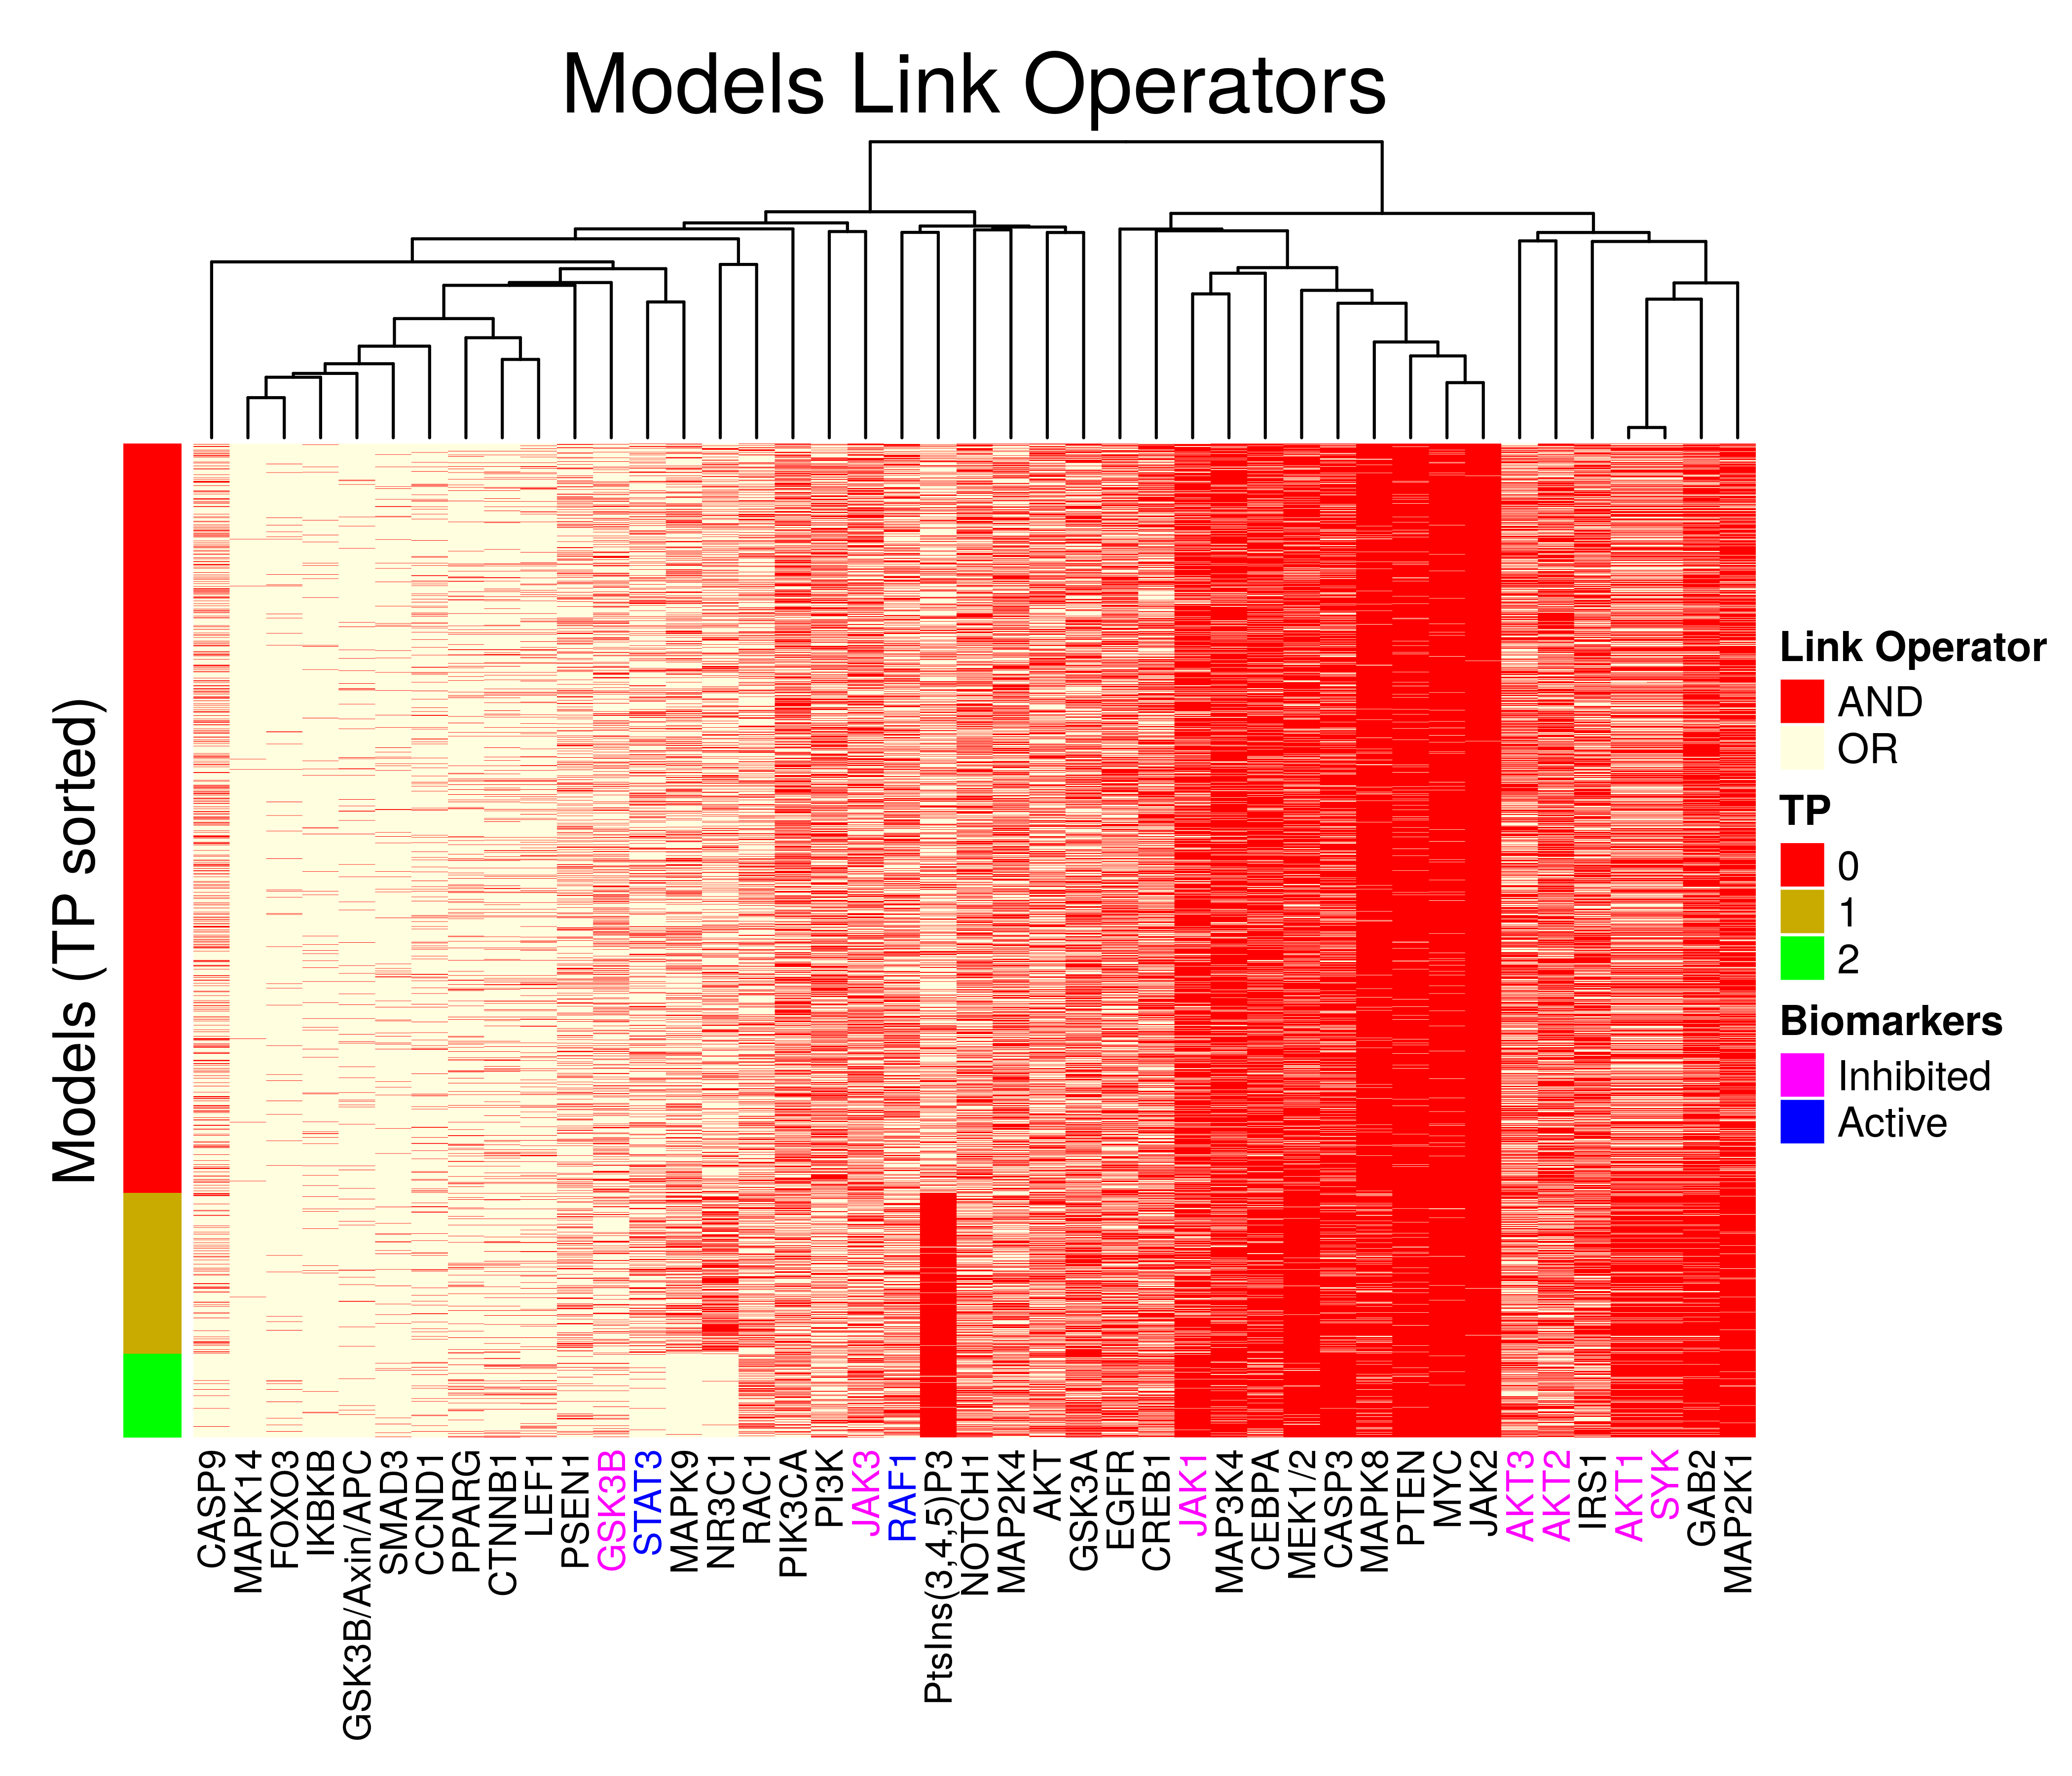 Models Link Operators
Models (TP sorted)
Link Operator
AND
OR
TP
0
1
2
Biomarkers
Inhibited
Active
CASP9
MAPK14
FOXO3
IKBKB
GSK3B/Axin/APC
SMAD3
CCND1
PPARG
CTNNB1
LEF1
PSEN1
GSK3B
STAT3
MAPK9
NR3C1
RAC1
PIK3CA
PI3K
JAK3
RAF1
PtsIns(3,4,5)P3
NOTCH1
MAP2K4
AKT
GSK3A
EGFR
CREB1
JAK1
MAP3K4
CEBPA
MEK1/2
CASP3
MAPK8
PTEN
MYC
JAK2
AKT3
AKT2
IRS1
AKT1
SYK
GAB2
MAP2K1